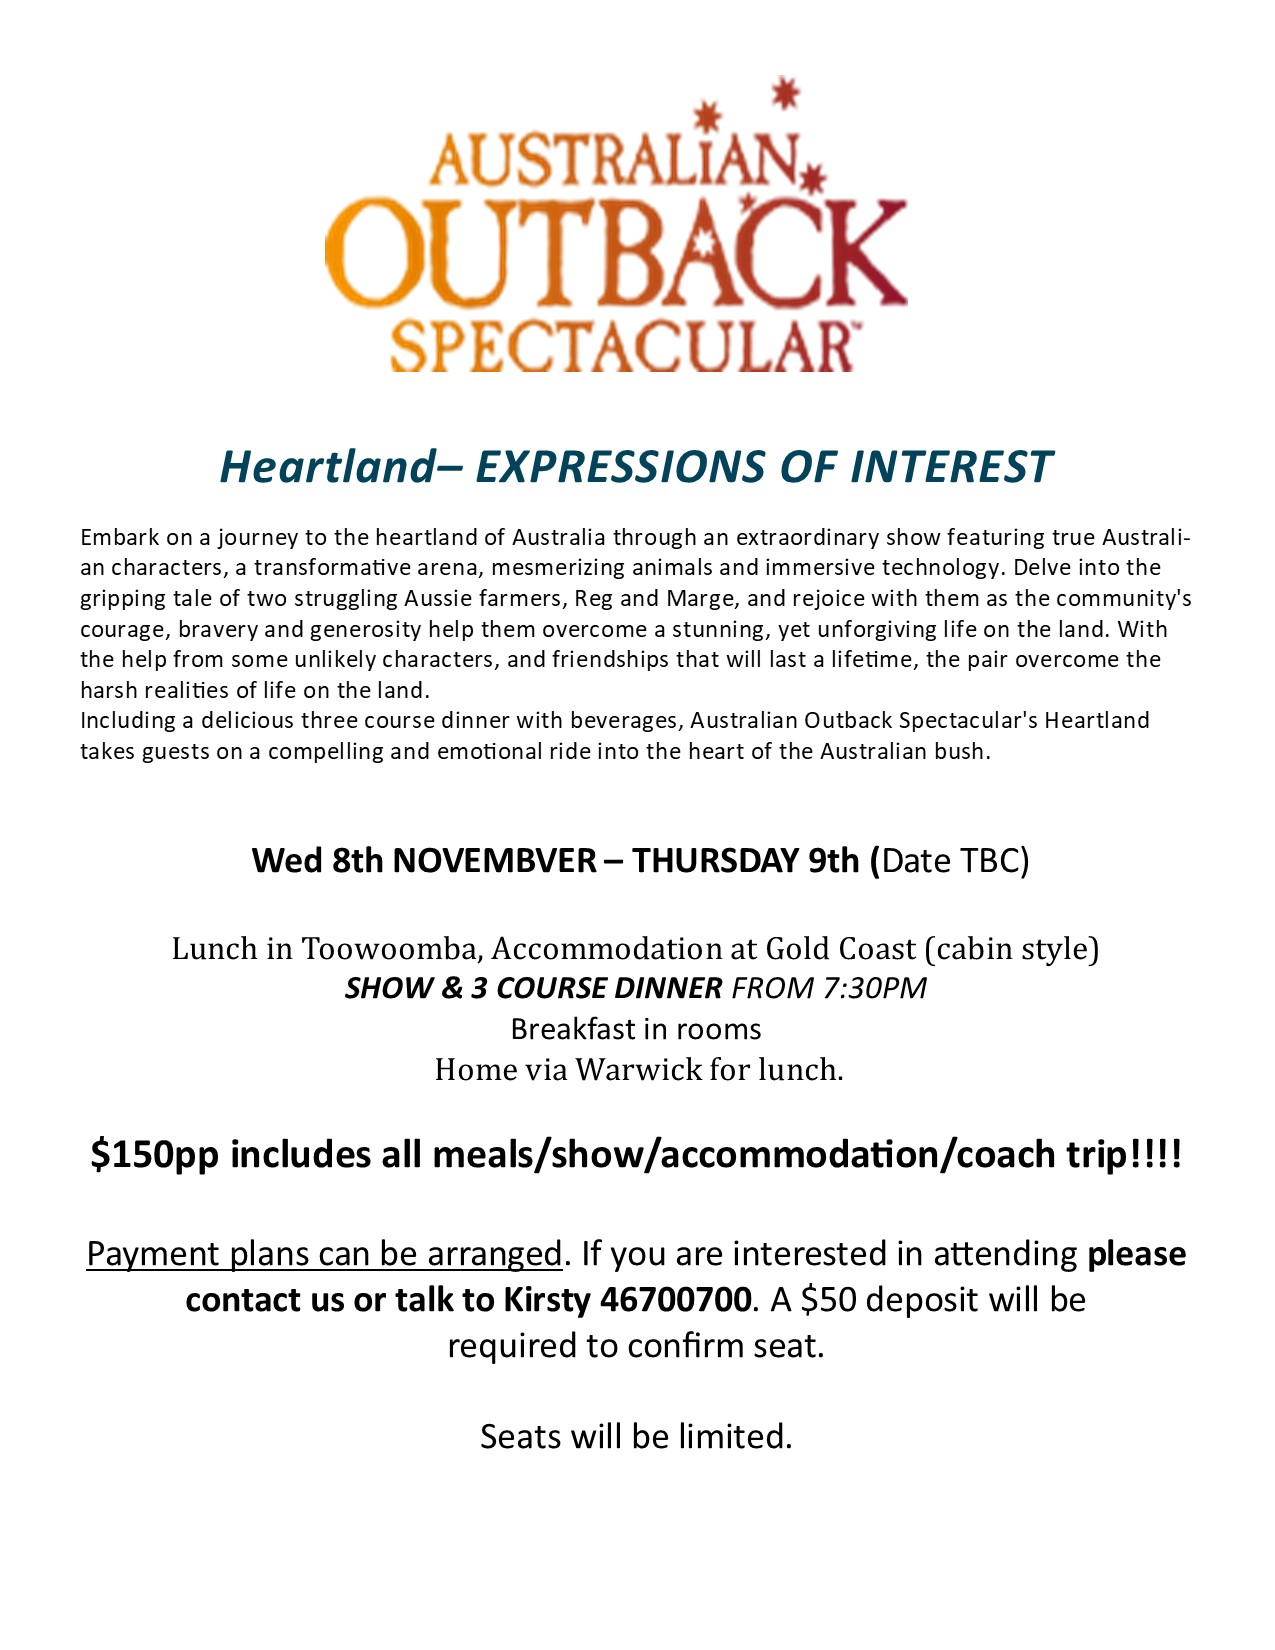 AUSTRALIAN
OUTBACK
SPECTACULAR™
Heartland– EXPRESSIONS OF INTEREST
Embark on a journey to the heartland of Australia through an extraordinary show featuring true Australi-
an characters, a transformative arena, mesmerizing animals and immersive technology. Delve into the
gripping tale of two struggling Aussie farmers, Reg and Marge, and rejoice with them as the community's
courage, bravery and generosity help them overcome a stunning, yet unforgiving life on the land. With
the help from some unlikely characters, and friendships that will last a lifetime, the pair overcome the
harsh realities of life on the land.
Including a delicious three course dinner with beverages, Australian Outback Spectacular's Heartland
takes guests on a compelling and emotional ride into the heart of the Australian bush.
Wed 8th NOVEMBVER – THURSDAY 9th (Date TBC)
Lunch in Toowoomba, Accommodation at Gold Coast (cabin style)
SHOW & 3 COURSE DINNER FROM 7:30PM
Breakfast in rooms
Home via Warwick for lunch.
$150pp includes all meals/show/accommodation/coach trip!!!!
Payment plans can be arranged. If you are interested in attending please
contact us or talk to Kirsty 46700700. A $50 deposit will be
required to confirm seat.
Seats will be limited.